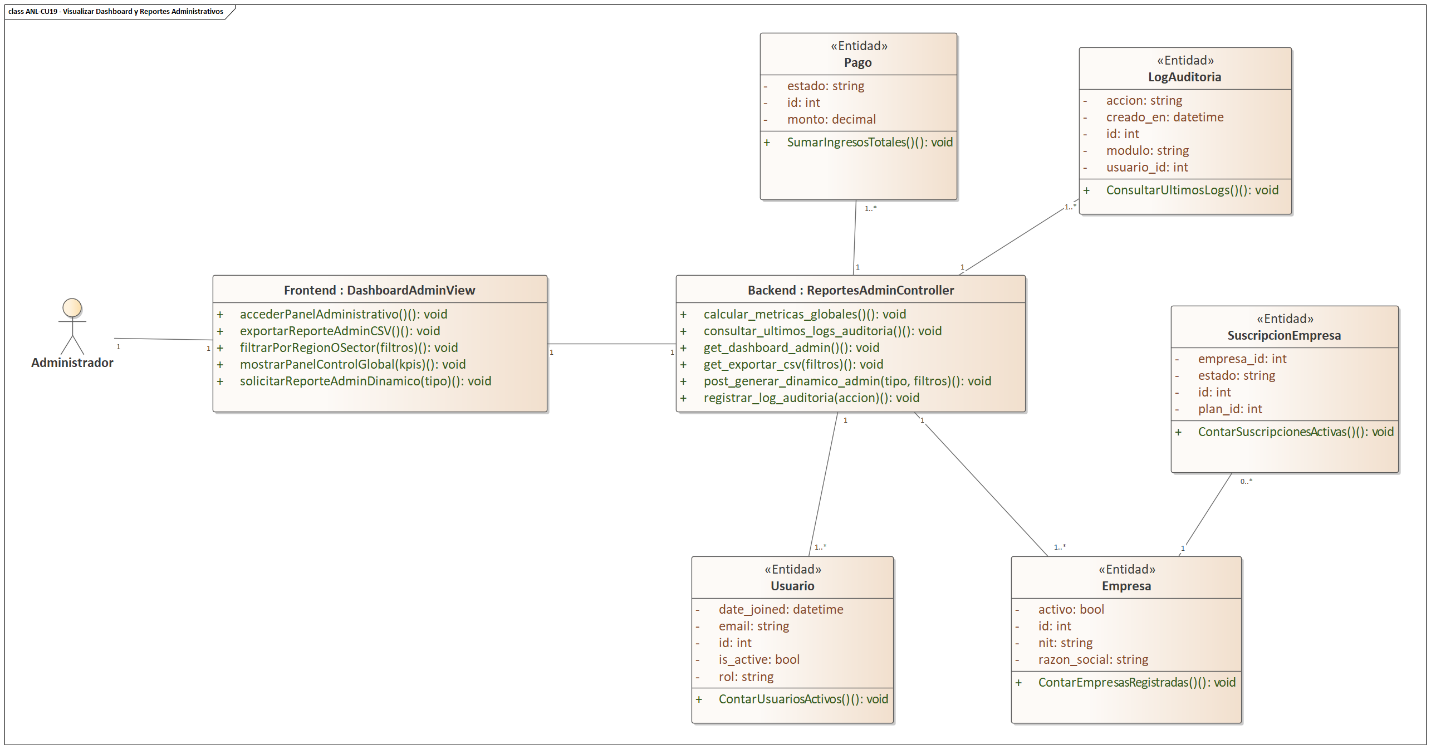 class ANL-CU19 - Visualizar Dashboard y Reportes Administrativos
«Entidad»
Pago
- estado: string
- id: int
- monto: decimal
+ SumarIngresosTotales()(): void
1..*
1
«Entidad»
LogAuditoria
- accion: string
- creado_en: datetime
- id: int
- modulo: string
- usuario_id: int
+ ConsultarUltimosLogs()(): void
1..*
1
Administrador
1
1
Frontend : DashboardAdminView
+ accederPanelAdministrativo()(): void
+ exportarReporteAdminCSV()(): void
+ filtrarPorRegionOSector(filtros)(): void
+ mostrarPanelControlGlobal(kpis)(): void
+ solicitarReporteAdminDinamico(tipo)(): void
1
1
Backend : ReportesAdminController
+ calcular_metricas_globales()(): void
+ consultar_ultimos_logs_auditoria()(): void
+ get_dashboard_admin()(): void
+ get_exportar_csv(filtros)(): void
+ post_generar_dinamico_admin(tipo, filtros)(): void
+ registrar_log_auditoria(accion)(): void
1
1
«Entidad»
SuscripcionEmpresa
- empresa_id: int
- estado: string
- id: int
- plan_id: int
+ ContarSuscripcionesActivas()(): void
0..*
1
1..*
1..*
«Entidad»
Usuario
- date_joined: datetime
- email: string
- id: int
- is_active: bool
- rol: string
+ ContarUsuariosActivos()(): void
«Entidad»
Empresa
- activo: bool
- id: int
- nit: string
- razon_social: string
+ ContarEmpresasRegistradas()(): void